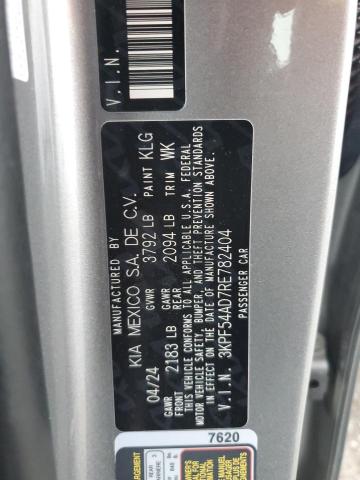 V.I.N.
KIA MEXICO S.A. DE C.V.
04/24 GVWR 3792 LB PAINT KLG
GAWR FRONT 2183 LB GAWR REAR 2094 LB TRIM WK
THIS VEHICLE CONFORMS TO ALL APPLICABLE U.S.A. FEDERAL
MOTOR VEHICLE SAFETY, BUMPER, AND THEFT PREVENTION STANDARDS
IN EFFECT ON THE DATE OF MANUFACTURE SHOWN ABOVE.
V.I.N. 3KPF54AD7RE782404
PASSENGER CAR
7620
REAR